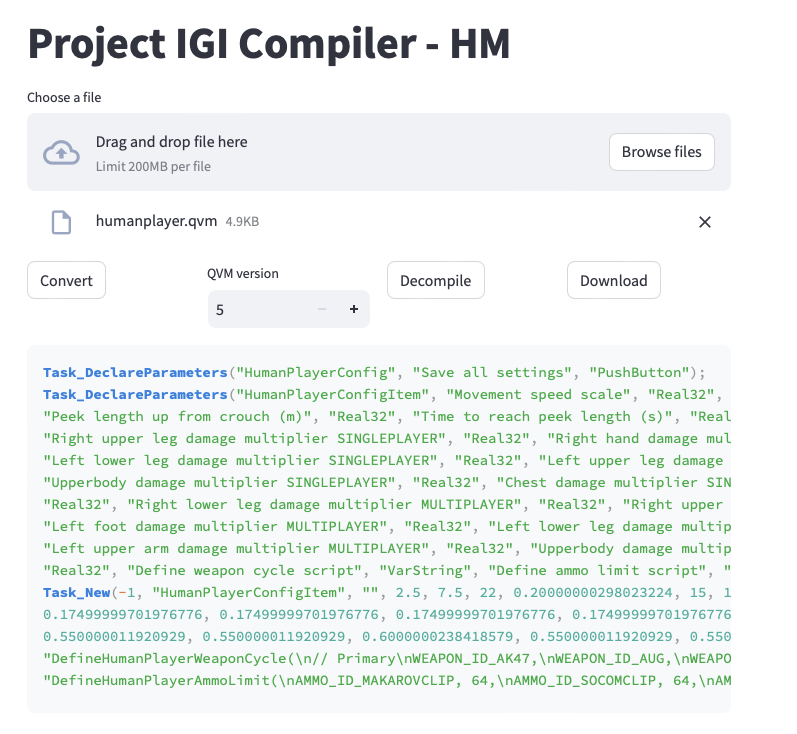 Project IGI Compiler - HM
Choose a file
Drag and drop file here
Limit 200MB per file
Browse files
humanplayer.qvm 4.9KB
Convert
QVM version
5
Decompile
Download
Task_DeclareParameters("HumanPlayerConfig", "Save all settings", "PushButton");
Task_DeclareParameters("HumanPlayerConfigItem", "Movement speed scale", "Real32",
"Peek length up from crouch (m)", "Real32", "Time to reach peek length (s)", "Real
"Right upper leg damage multiplier SINGLEPLAYER", "Real32", "Right hand damage mul
"Left lower leg damage multiplier SINGLEPLAYER", "Real32", "Left upper leg damage
"Upperbody damage multiplier SINGLEPLAYER", "Real32", "Chest damage multiplier SIN
"Real32", "Right lower leg damage multiplier MULTIPLAYER", "Real32", "Right upper
"Left foot damage multiplier MULTIPLAYER", "Real32", "Left lower leg damage multip
"Left upper arm damage multiplier MULTIPLAYER", "Real32", "Upperbody damage multip
"Real32", "Define weapon cycle script", "VarString", "Define ammo limit script", "
Task_New(-1, "HumanPlayerConfigItem", "", 2.5, 7.5, 22, 0.20000000298023224, 15, 1
0.17499999701976776, 0.17499999701976776, 0.17499999701976776, 0.17499999701976776
0.550000011920929, 0.550000011920929, 0.6000000238418579, 0.550000011920929, 0.550
"DefineHumanPlayerWeaponCycle(\n// Primary\nWEAPON_ID_AK47,\nWEAPON_ID_AUG,\nWEAPO
"DefineHumanPlayerAmmoLimit(\nAMMO_ID_MAKAROVCLIP, 64,\nAMMO_ID_SOCOMCLIP, 64,\nAM